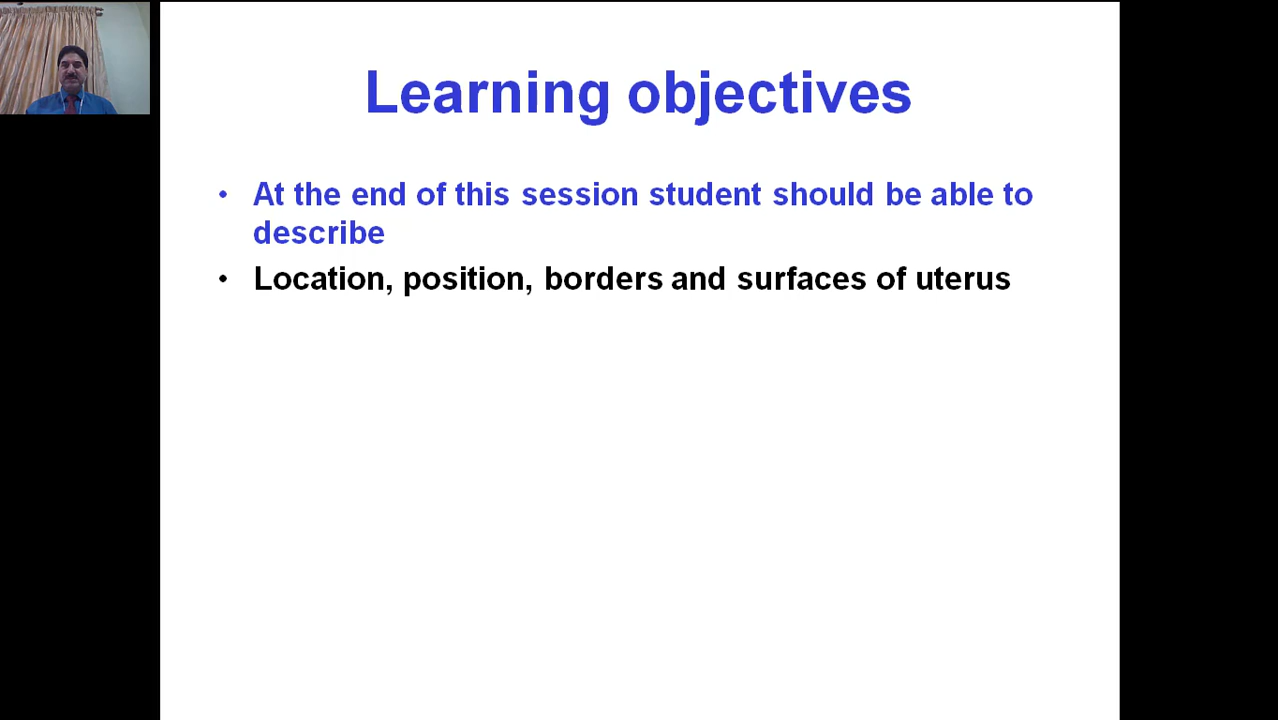 Learning objectives
• At the end of this session student should be able to
describe
• Location, position, borders and surfaces of uterus